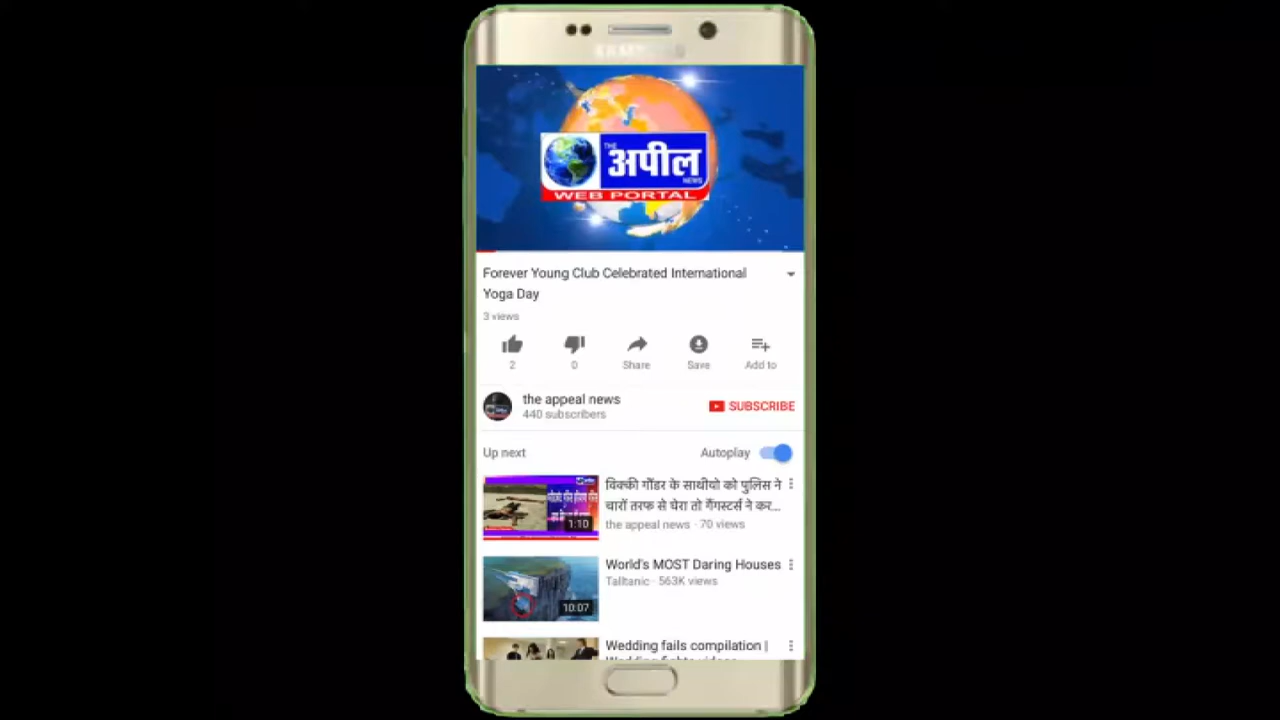 SAMSUNG
THE
अपील
NEWS
WEB PORTAL
Forever Young Club Celebrated International
Yoga Day
3 views
2
0
Share
Save
Add to
the appeal news
440 subscribers
SUBSCRIBE
Up next
Autoplay
विक्की गोंडर के साथीयो को पुलिस ने
चारों तरफ से घेरा तो गैंगस्टर्स ने कर...
the appeal news · 70 views
1:10
World's MOST Daring Houses
Talltanic · 563K views
10:07
Wedding fails compilation |